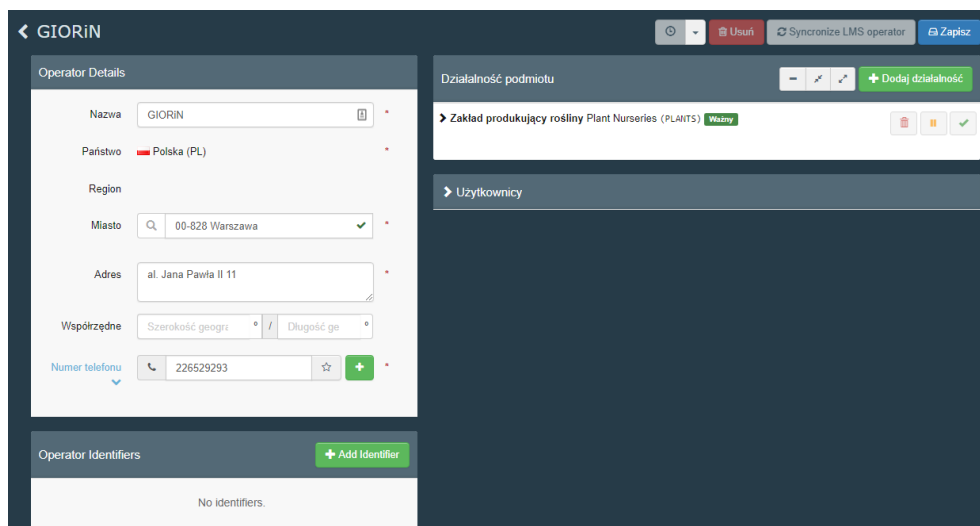 GIORiN
Usuń
Syncronize LMS operator
Zapisz
Operator Details
Nazwa GIORiN *
Państwo Polska (PL) *
Region
Miasto 00-828 Warszawa *
Adres al. Jana Pawła II 11 *
Współrzędne Szerokość geogra ° / Długość ge °
Numer telefonu 226529293 *
Operator Identifiers
Add Identifier
No identifiers.
Działalność podmiotu
Dodaj działalność
Zakład produkujący rośliny Plant Nurseries (PLANTS) Ważny
Użytkownicy